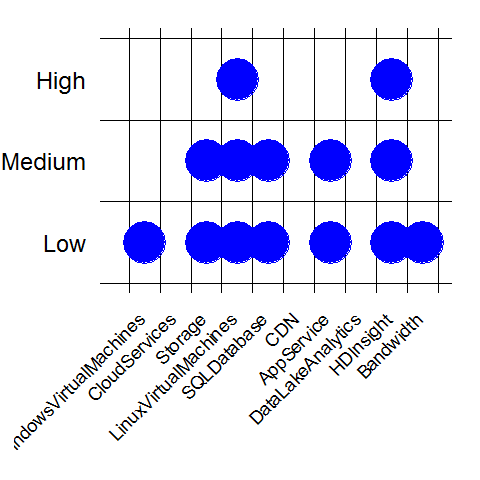 High
Medium
Low
ndowsVirtualMachines
CloudServices
Storage
LinuxVirtualMachines
SQLDatabase
CDN
AppService
DataLakeAnalytics
HDInsight
Bandwidth